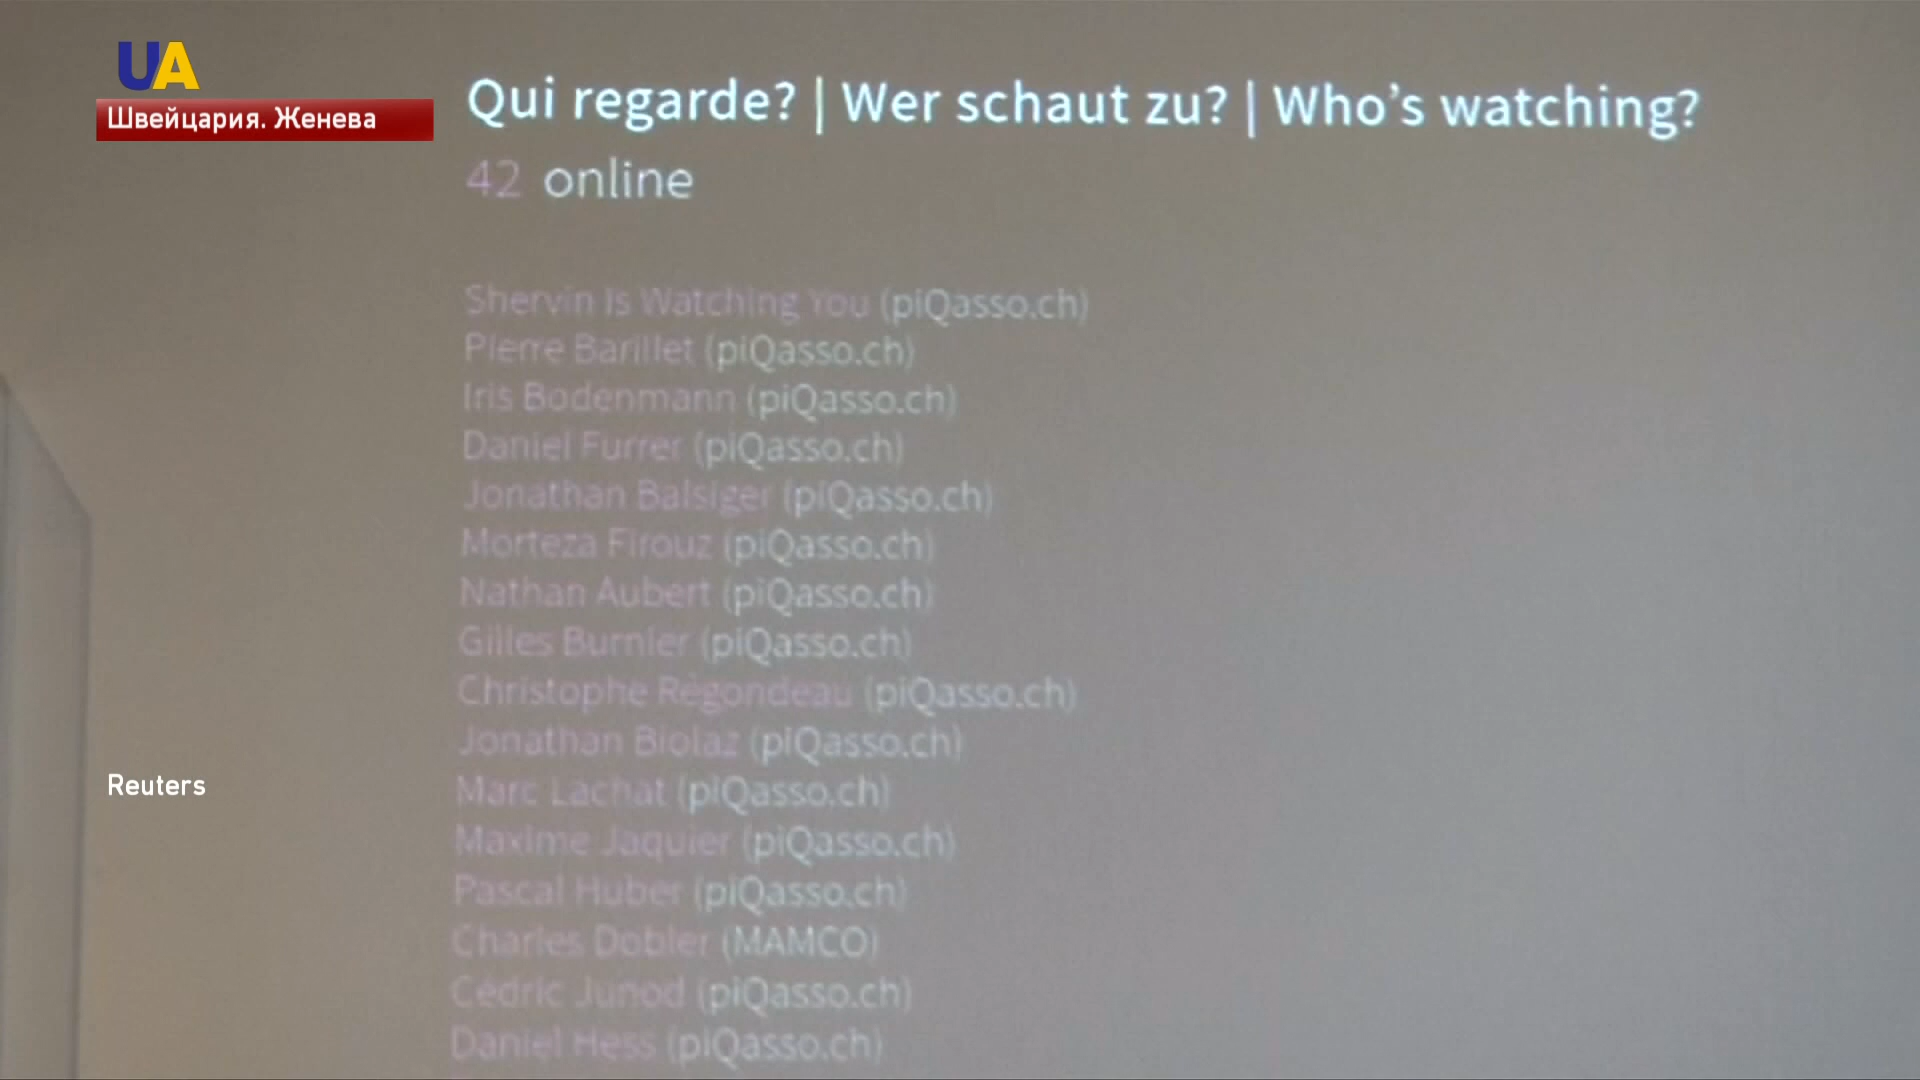 UA
Швейцария. Женева
Qui regarde? | Wer schaut zu? | Who's watching?
42 online
Shervin Is Watching You (piQasso.ch)
Pierre Barillet (piQasso.ch)
Iris Bodenmann (piQasso.ch)
Daniel Furrer (piQasso.ch)
Jonathan Balsiger (piQasso.ch)
Morteza Firouz (piQasso.ch)
Nathan Aubert (piQasso.ch)
Gilles Burnier (piQasso.ch)
Christophe Régondeau (piQasso.ch)
Jonathan Biolaz (piQasso.ch)
Marc Lachat (piQasso.ch)
Maxime Jaquier (piQasso.ch)
Pascal Huber (piQasso.ch)
Charles Dobler (MAMCO)
Cédric Junod (piQasso.ch)
Daniel Hess (piQasso.ch)
Reuters